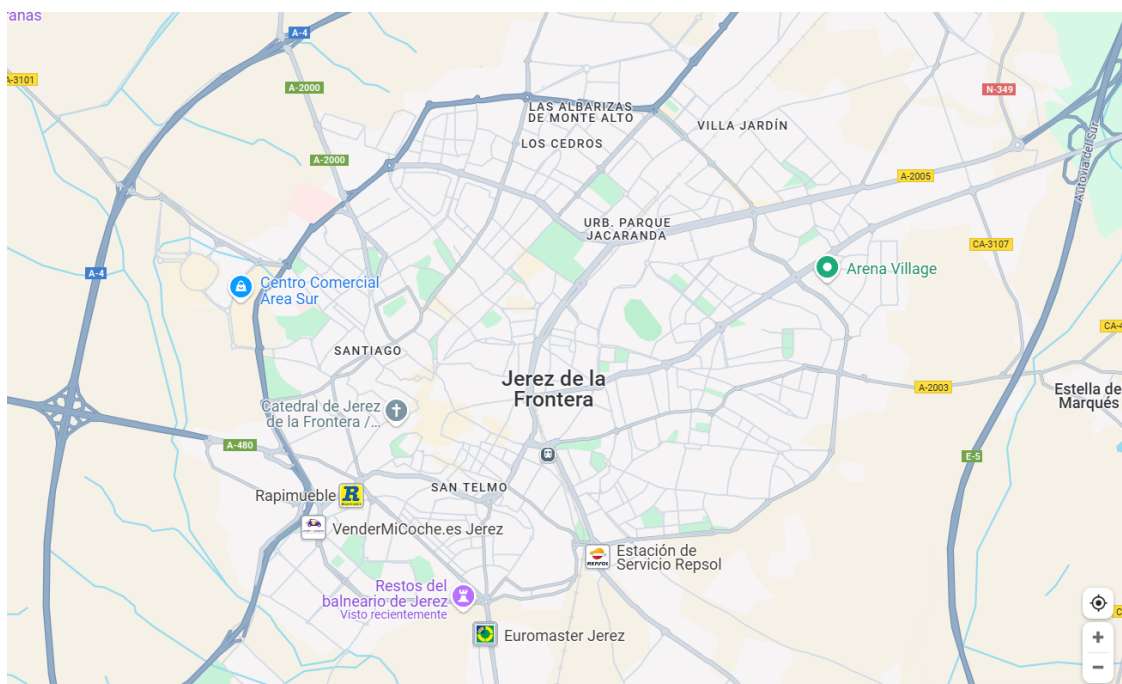 A-4
CA-3101
A-2000
N-349
LAS ALBARIZAS
DE MONTE ALTO
VILLA JARDÍN
LOS CEDROS
Autovía del Sur
A-2000
A-2005
URB. PARQUE
JACARANDA
CA-3107
A-4
Centro Comercial
Area Sur
Arena Village
SANTIAGO
Jerez de la
Frontera
A-2003
Estella de
Marqués
Catedral de Jerez
de la Frontera /...
A-480
E-5
SAN TELMO
Rapimueble
R
VenderMiCoche.es Jerez
Estación de
Servicio Repsol
REPSOL
Restos del
balneario de Jerez
Visto recientemente
Euromaster Jerez